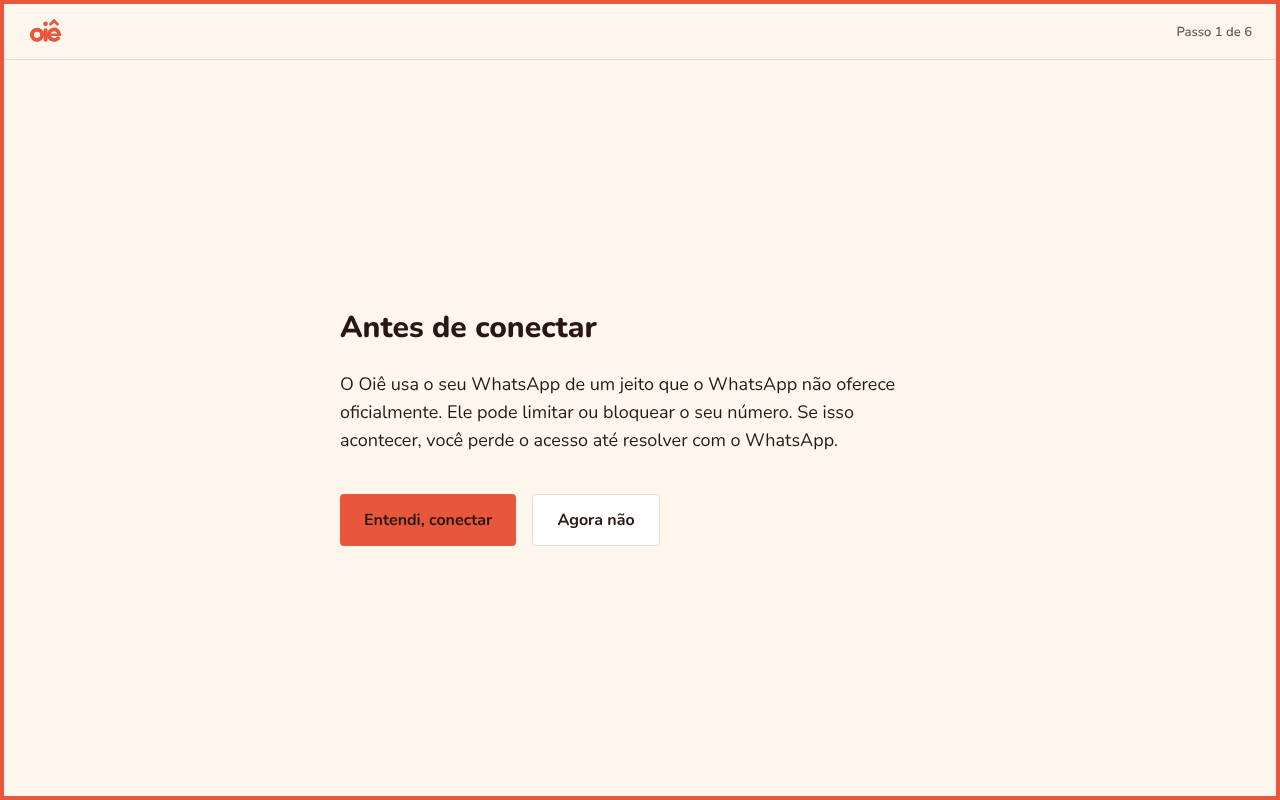 oiê
Passo 1 de 6
Antes de conectar
O Oiê usa o seu WhatsApp de um jeito que o WhatsApp não oferece
oficialmente. Ele pode limitar ou bloquear o seu número. Se isso
acontecer, você perde o acesso até resolver com o WhatsApp.
Entendi, conectar
Agora não